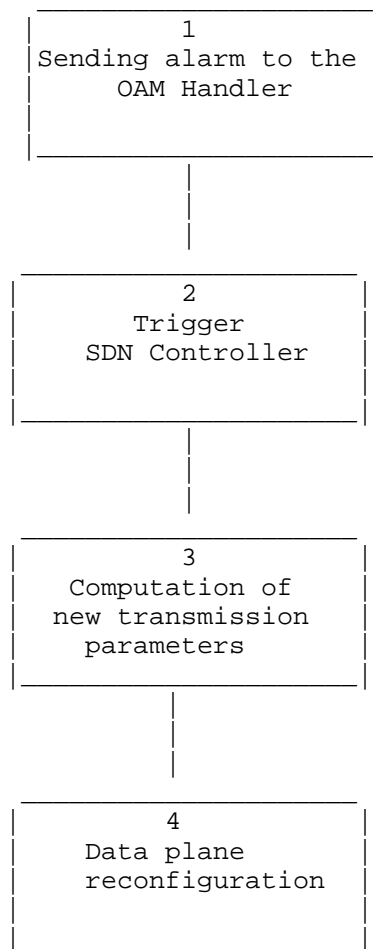 1
Sending alarm to the
OAM Handler
2
Trigger
SDN Controller
3
Computation of
new transmission
parameters
4
Data plane
reconfiguration